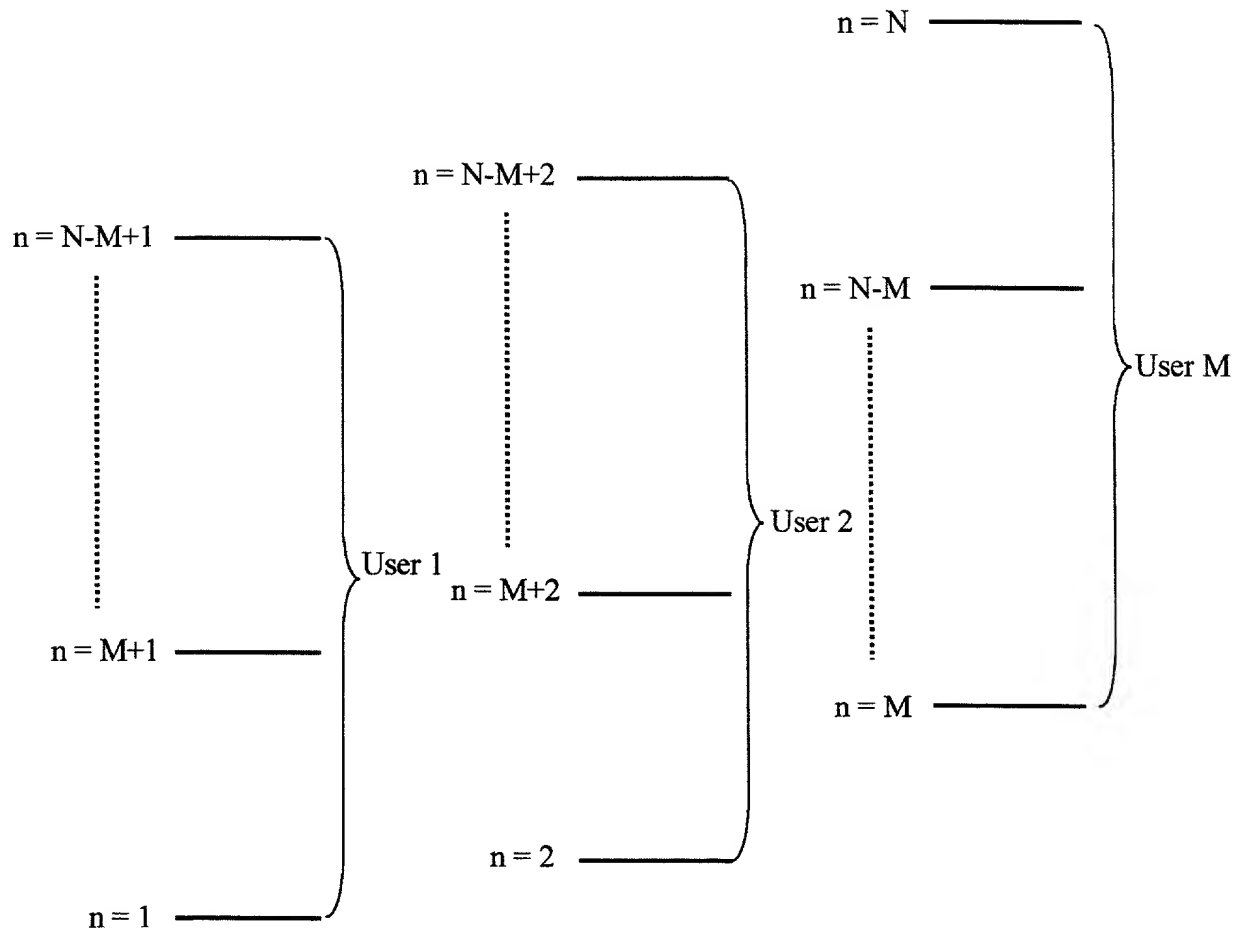 n = N-M+1
n = M+1
n = 1
User 1
n = N-M+2
n = M+2
n = 2
User 2
n = N
n = N-M
n = M
User M